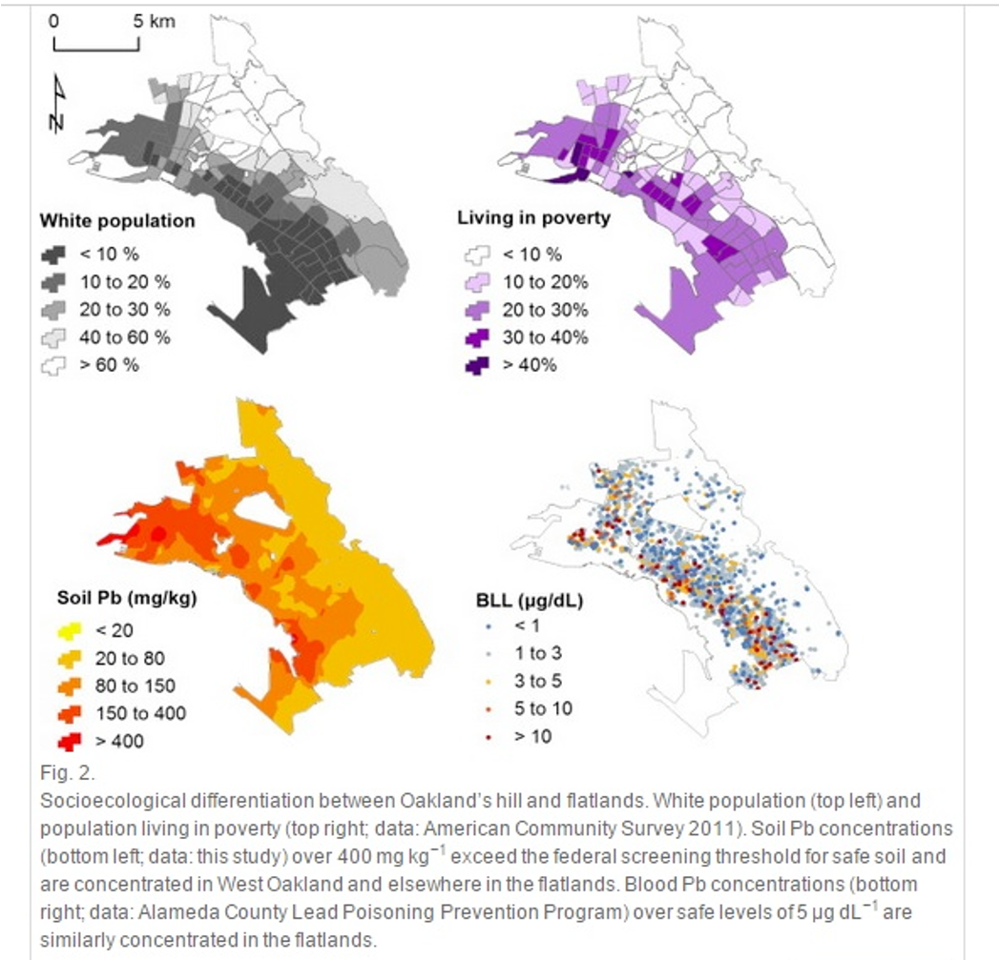 0 5 km
N
White population
< 10 %
10 to 20 %
20 to 30 %
40 to 60 %
> 60 %
Living in poverty
< 10 %
10 to 20%
20 to 30%
30 to 40%
> 40%
Soil Pb (mg/kg)
< 20
20 to 80
80 to 150
150 to 400
> 400
BLL (µg/dL)
< 1
1 to 3
3 to 5
5 to 10
> 10
Fig. 2.
Socioecological differentiation between Oakland's hill and flatlands. White population (top left) and
population living in poverty (top right; data: American Community Survey 2011). Soil Pb concentrations
(bottom left; data: this study) over 400 mg kg⁻¹ exceed the federal screening threshold for safe soil and
are concentrated in West Oakland and elsewhere in the flatlands. Blood Pb concentrations (bottom
right; data: Alameda County Lead Poisoning Prevention Program) over safe levels of 5 µg dL⁻¹ are
similarly concentrated in the flatlands.